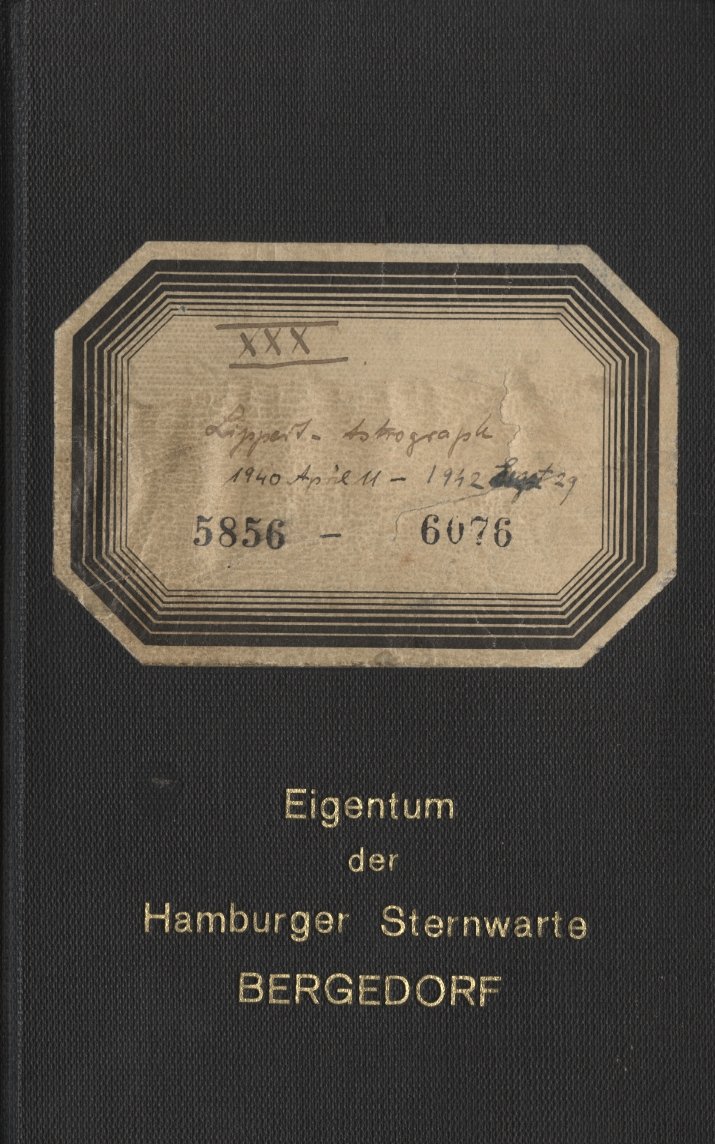 XXX
Lippert-Astrograph
1940 April 11 – 1942 29
5856 – 6076
Eigentum
der
Hamburger Sternwarte
BERGEDORF